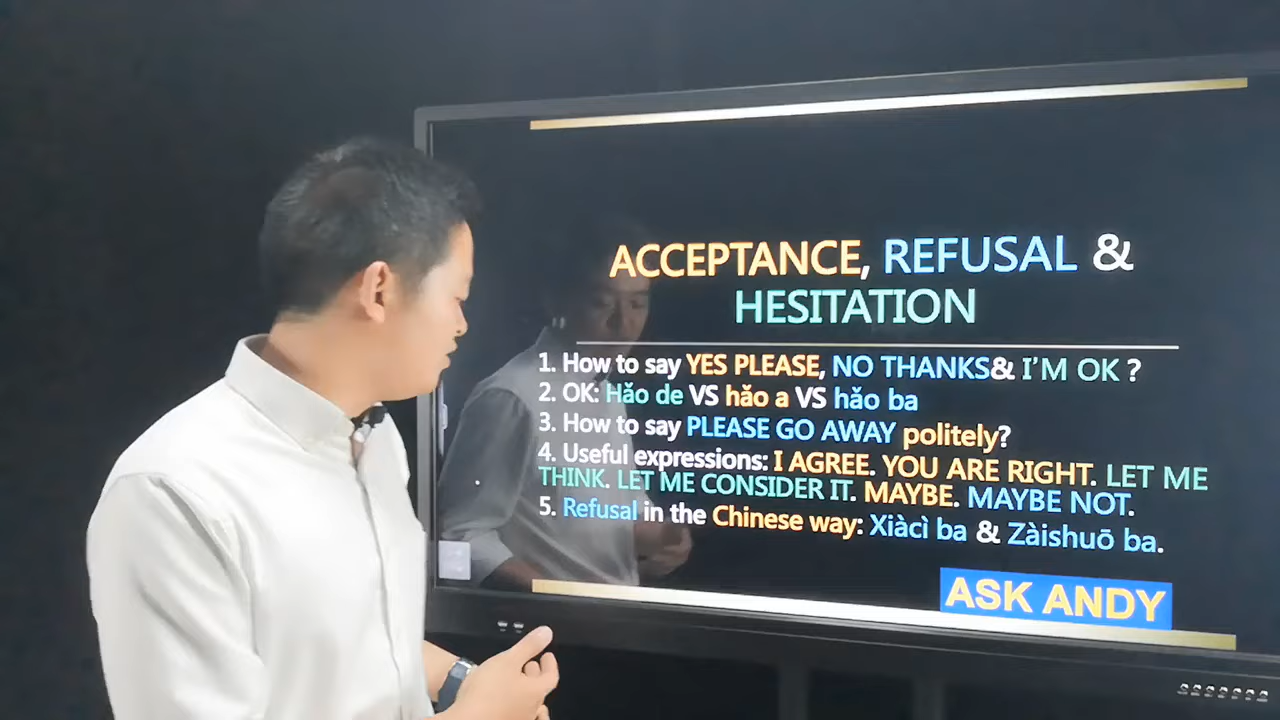 ACCEPTANCE, REFUSAL &
HESITATION
1. How to say YES PLEASE, NO THANKS& I'M OK ?
2. OK: Hǎo de VS hǎo a VS hǎo ba
3. How to say PLEASE GO AWAY politely?
4. Useful expressions: I AGREE. YOU ARE RIGHT. LET ME
THINK. LET ME CONSIDER IT. MAYBE. MAYBE NOT.
5. Refusal in the Chinese way: Xiàcì ba & Zàishuō ba.
ASK ANDY